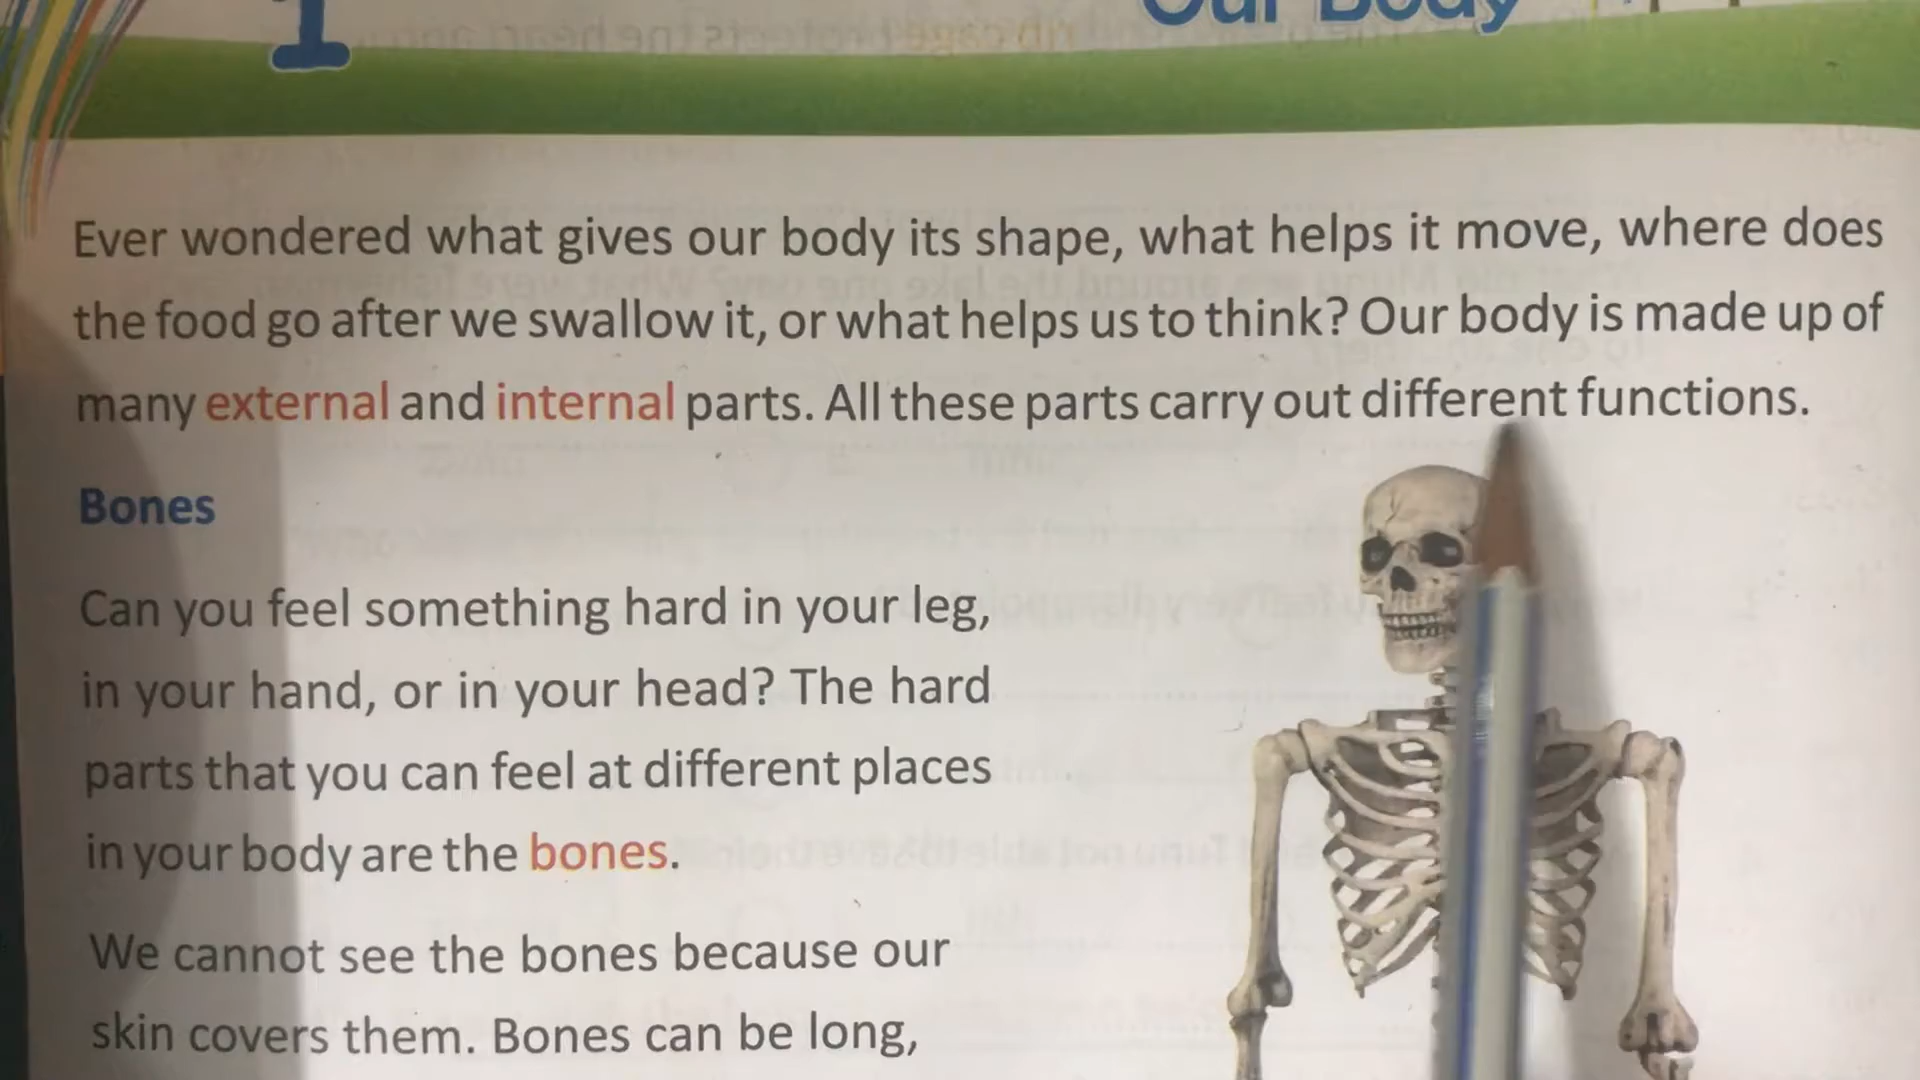 1 Our Body
Ever wondered what gives our body its shape, what helps it move, where does
the food go after we swallow it, or what helps us to think? Our body is made up of
many external and internal parts. All these parts carry out different functions.
Bones
Can you feel something hard in your leg,
in your hand, or in your head? The hard
parts that you can feel at different places
in your body are the bones.
We cannot see the bones because our
skin covers them. Bones can be long,